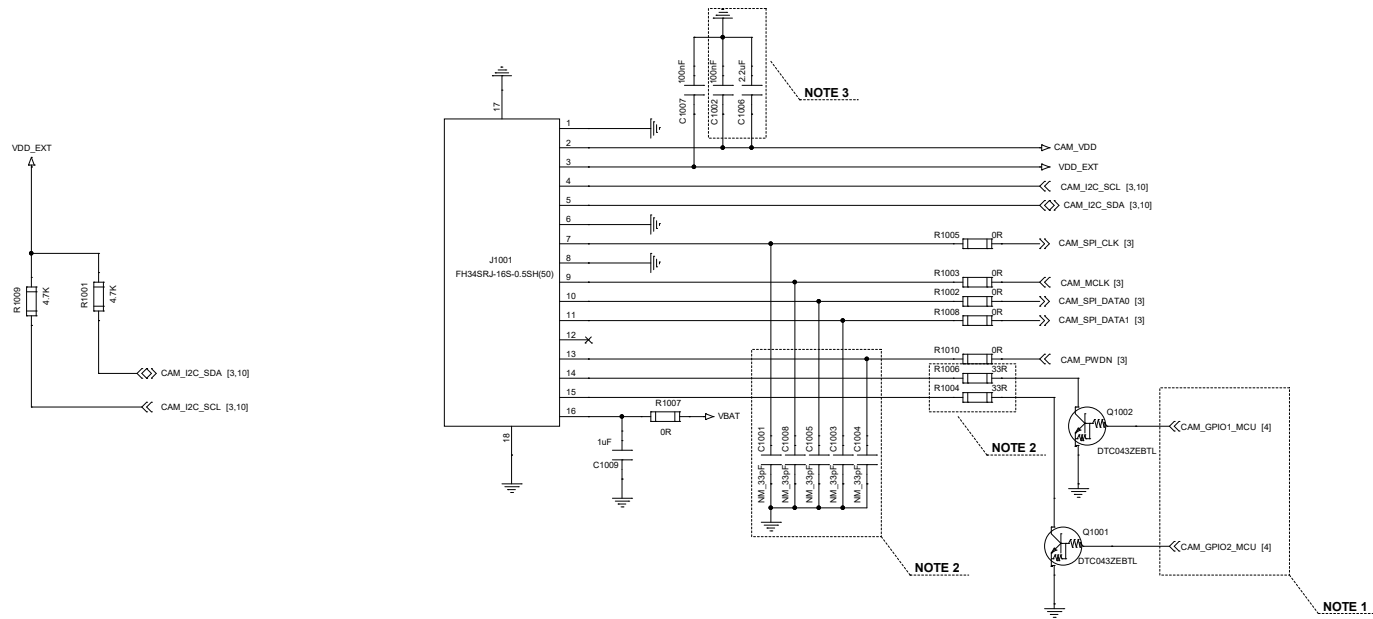 100nF
100nF
2.2uF
C1007
C1002
C1006
NOTE 3
17
VDD_EXT
R1009
4.7K
R1001
4.7K
CAM_I2C_SDA [3,10]
CAM_I2C_SCL [3,10]
J1001
FH34SRJ-16S-0.5SH(50)
1
2
CAM_VDD
3
VDD_EXT
4
CAM_I2C_SCL [3,10]
5
CAM_I2C_SDA [3,10]
6
7
R1005
0R
CAM_SPI_CLK [3]
8
9
R1003
0R
CAM_MCLK [3]
10
R1002
0R
CAM_SPI_DATA0 [3]
11
R1008
0R
CAM_SPI_DATA1 [3]
12
13
R1010
0R
CAM_PWDN [3]
14
R1006
33R
15
R1004
33R
16
R1007
0R
VBAT
18
1uF
C1009
C1001
C1008
C1005
C1003
C1004
NM_33pF
NM_33pF
NM_33pF
NM_33pF
NM_33pF
NOTE 2
NOTE 2
Q1002
DTC043ZEBTL
CAM_GPIO1_MCU [4]
Q1001
DTC043ZEBTL
CAM_GPIO2_MCU [4]
NOTE 1